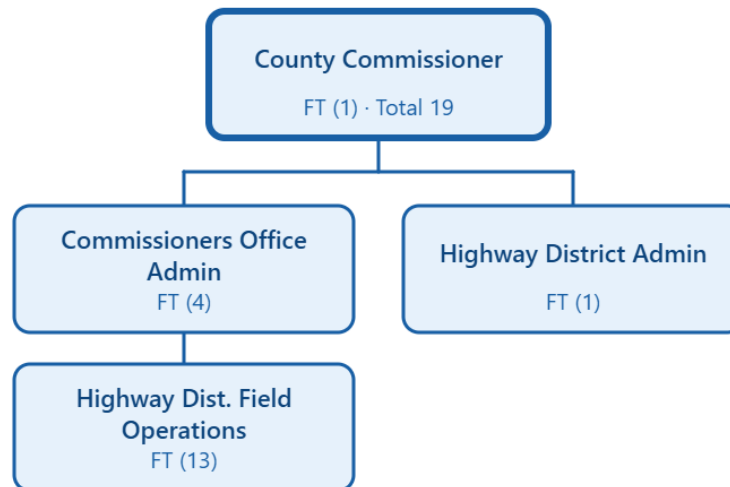 County Commissioner
FT (1) · Total 19
Commissioners Office
Admin
FT (4)
Highway District Admin
FT (1)
Highway Dist. Field
Operations
FT (13)